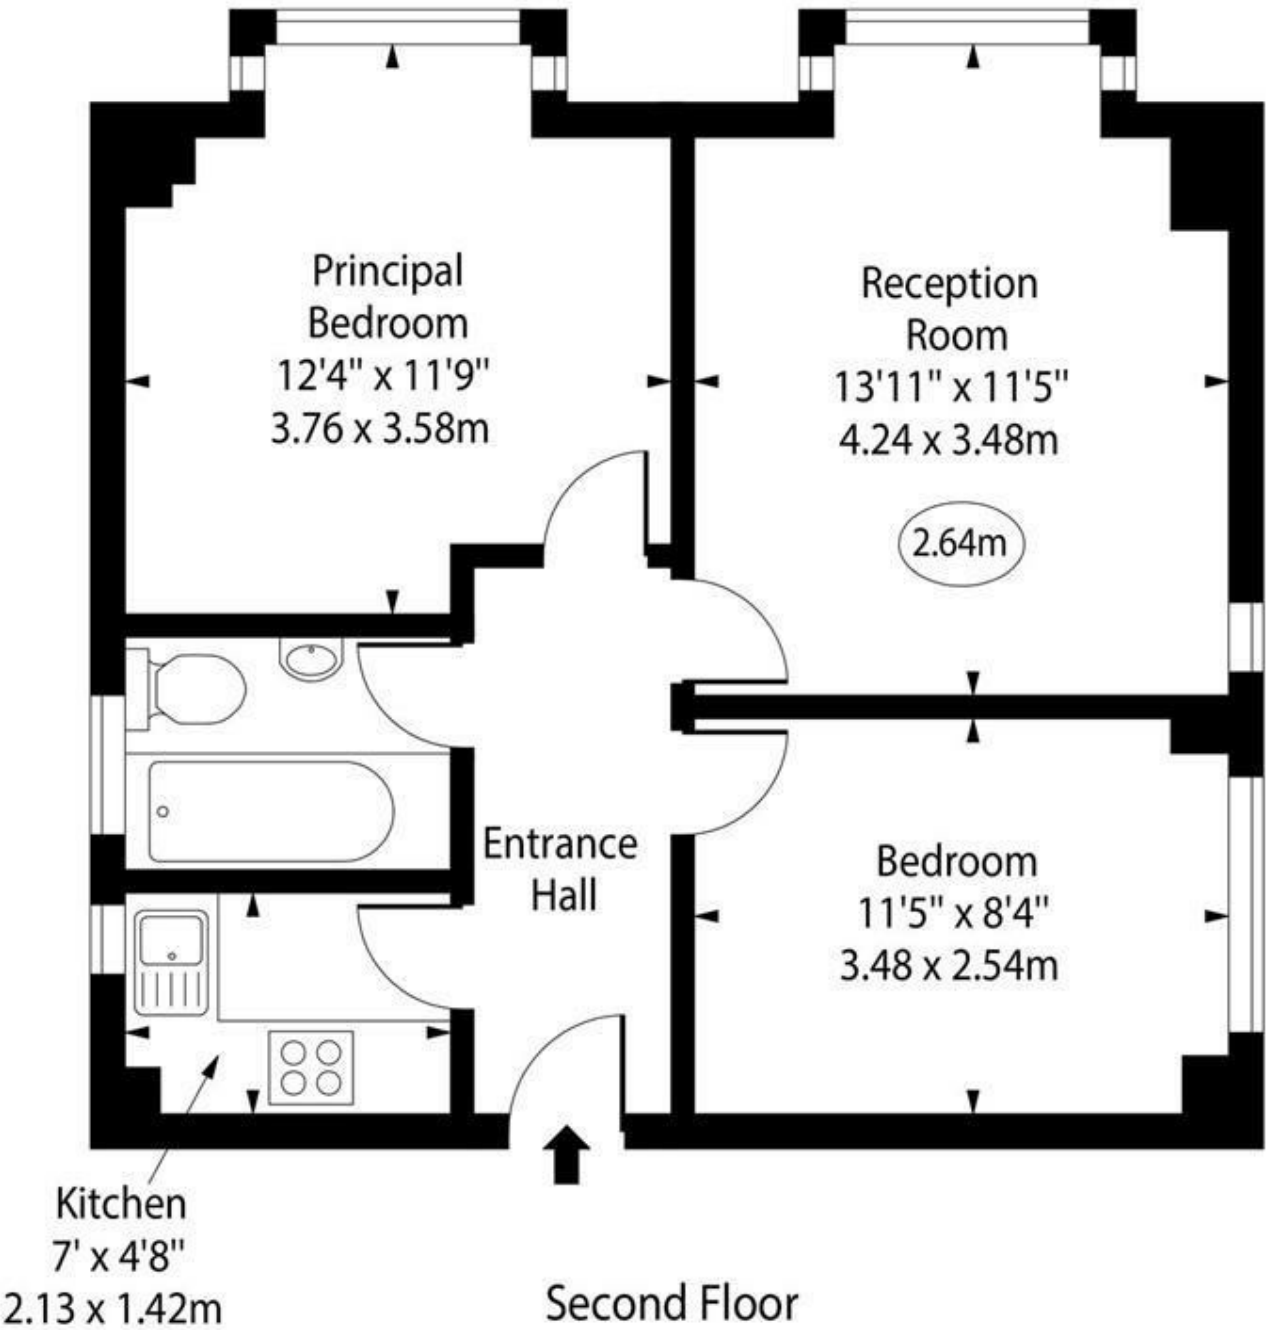 Principal
Bedroom
12'4" x 11'9"
3.76 x 3.58m
Reception
Room
13'11" x 11'5"
4.24 x 3.48m
2.64m
Entrance
Hall
Bedroom
11'5" x 8'4"
3.48 x 2.54m
Kitchen
7' x 4'8"
2.13 x 1.42m
Second Floor